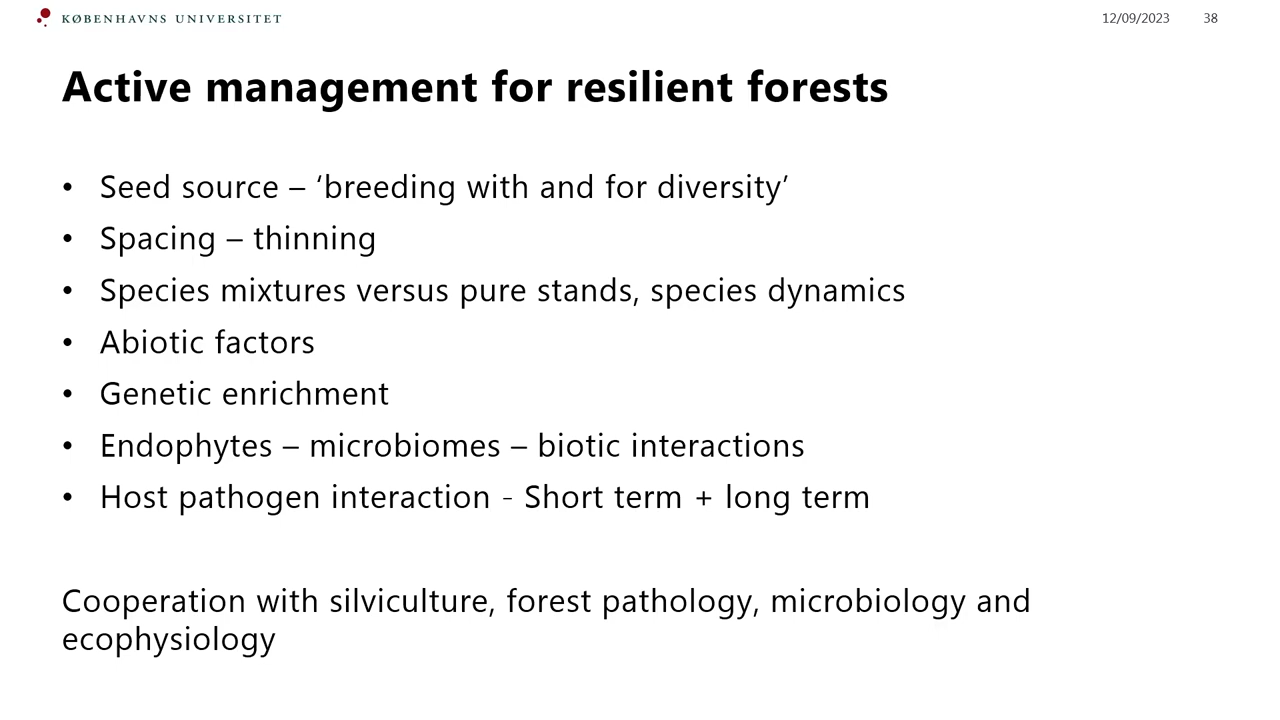 KØBENHAVNS UNIVERSITET
12/09/2023 38
Active management for resilient forests
• Seed source – ‘breeding with and for diversity’
• Spacing – thinning
• Species mixtures versus pure stands, species dynamics
• Abiotic factors
• Genetic enrichment
• Endophytes – microbiomes – biotic interactions
• Host pathogen interaction - Short term + long term
Cooperation with silviculture, forest pathology, microbiology and
ecophysiology